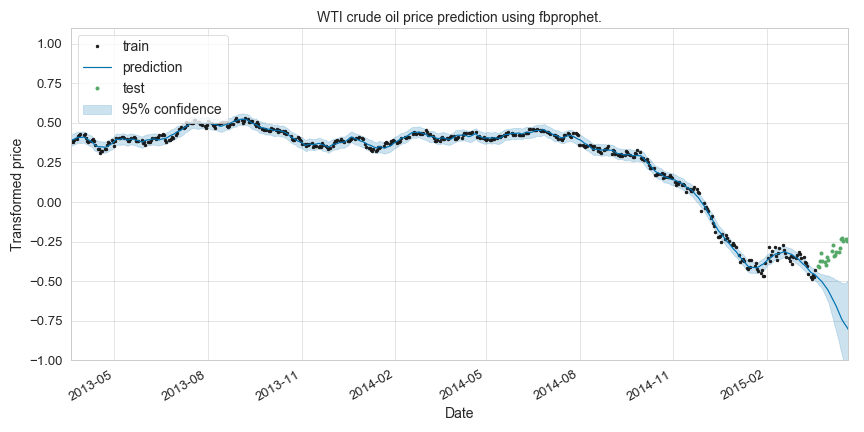 WTI crude oil price prediction using fbprophet.
train
prediction
test
95% confidence
Transformed price
1.00
0.75
0.50
0.25
0.00
−0.25
−0.50
−0.75
−1.00
2013-05
2013-08
2013-11
2014-02
2014-05
2014-08
2014-11
2015-02
Date